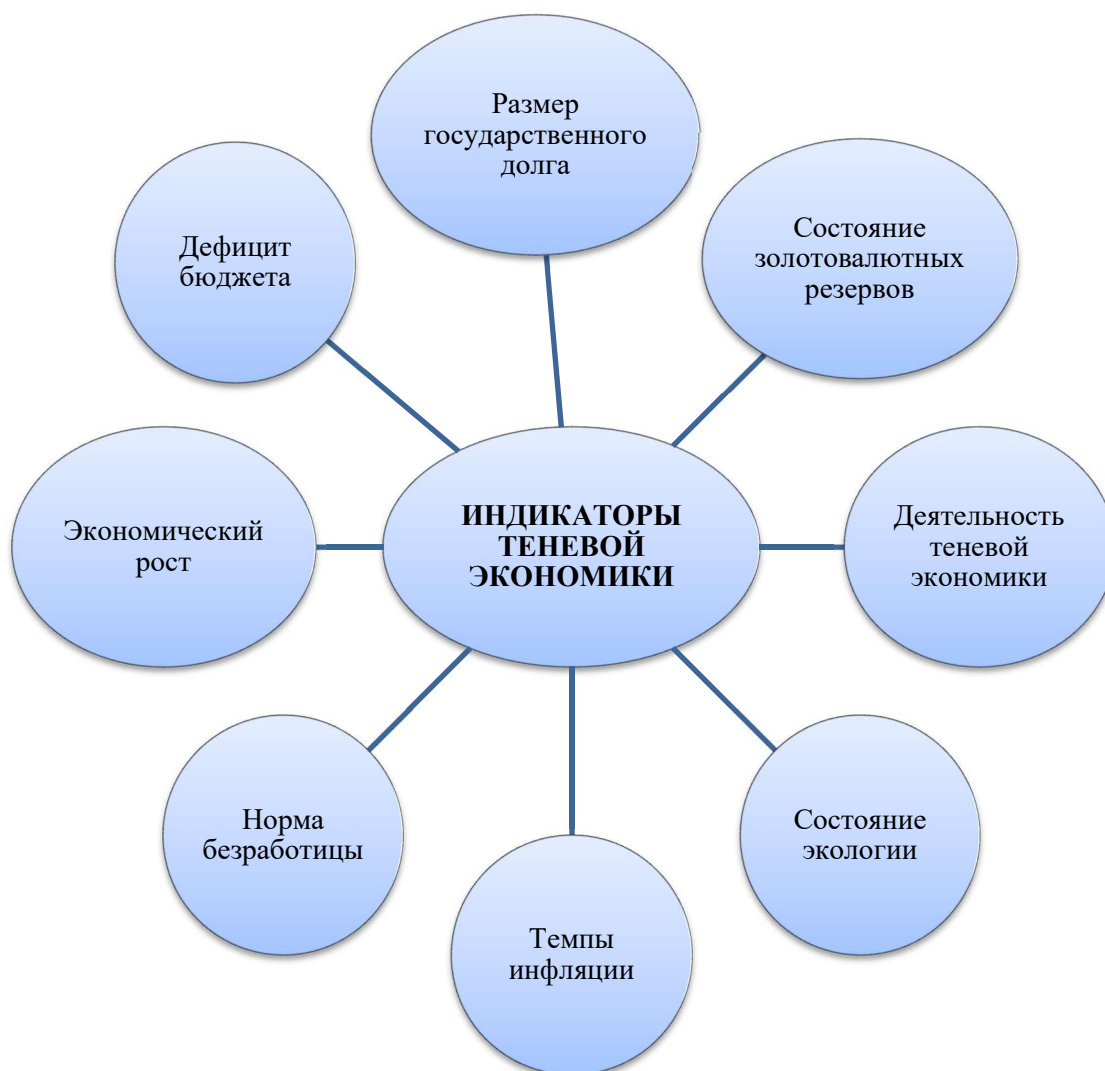 Размер
государственного
долга
Состояние
золотовалютных
резервов
Дефицит
бюджета
Экономический
рост
ИНДИКАТОРЫ
ТЕНЕВОЙ
ЭКОНОМИКИ
Деятельность
теневой
экономики
Норма
безработицы
Состояние
экологии
Темпы
инфляции